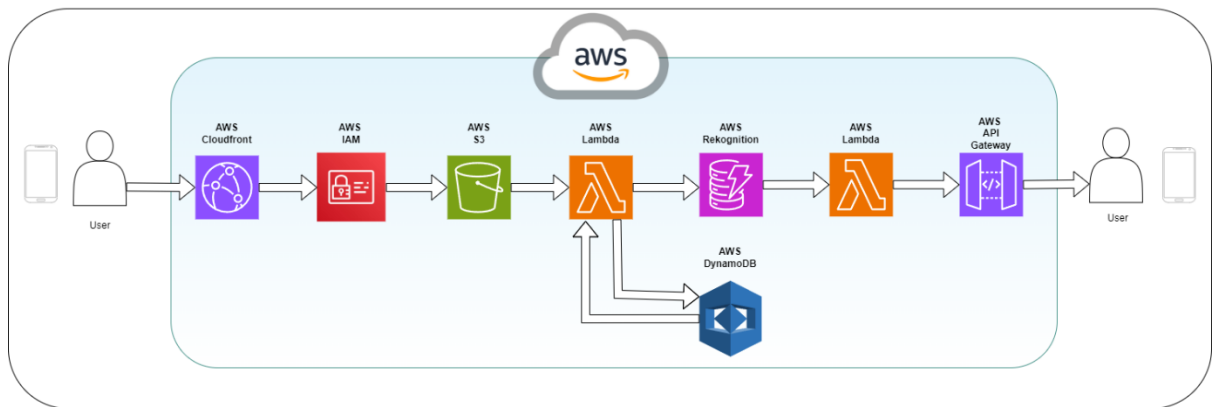 aws
AWS
Cloudfront
AWS
IAM
AWS
S3
AWS
Lambda
AWS
Rekognition
AWS
Lambda
AWS
API
Gateway
User
User
AWS
DynamoDB